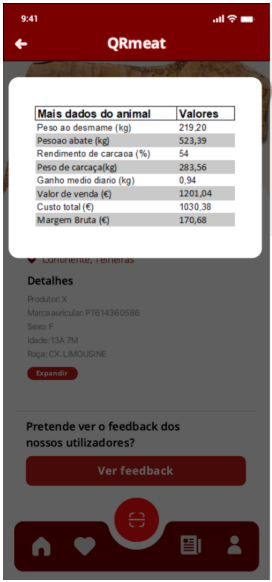 9:41
QRmeat
Mais dados do animal Valores
Peso ao desmame (kg) 219,20
Pesoao abate (kg) 523,39
Rendimento de carcaoa (%) 54
Peso de carcaça(kg) 283,56
Ganho medio diario (kg) 0,94
Valor de venda (€) 1201,04
Custo total (€) 1030,38
Margem Bruta (€) 170,68
Continente, Telheiras
Detalhes
Produtor: X
Marca auricular: PT614360586
Sexo: F
Idade: 13A 7M
Raça: CX. LIMOUSINE
Expandir
Pretende ver o feedback dos
nossos utilizadores?
Ver feedback